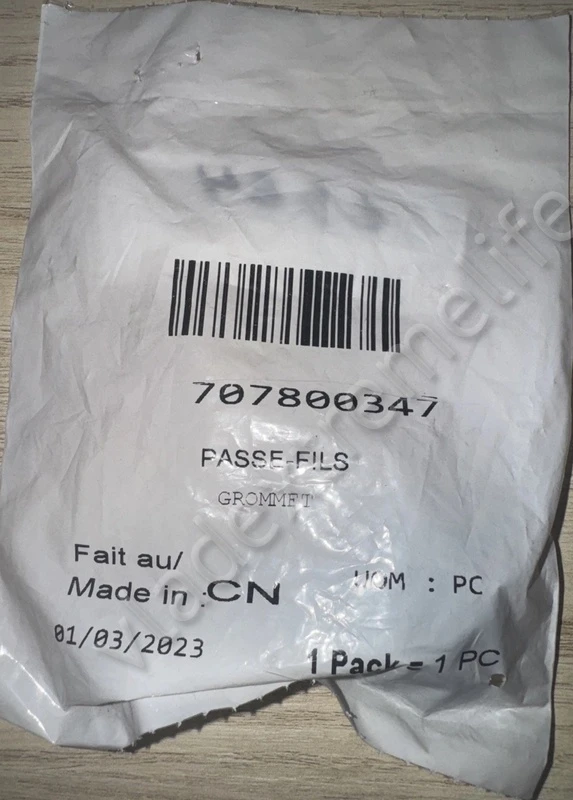 707800347
PASSE-FILS
GROMMET
Fait au/
Made in : CN
UOM : PC
01/03/2023
1 Pack = 1 PC